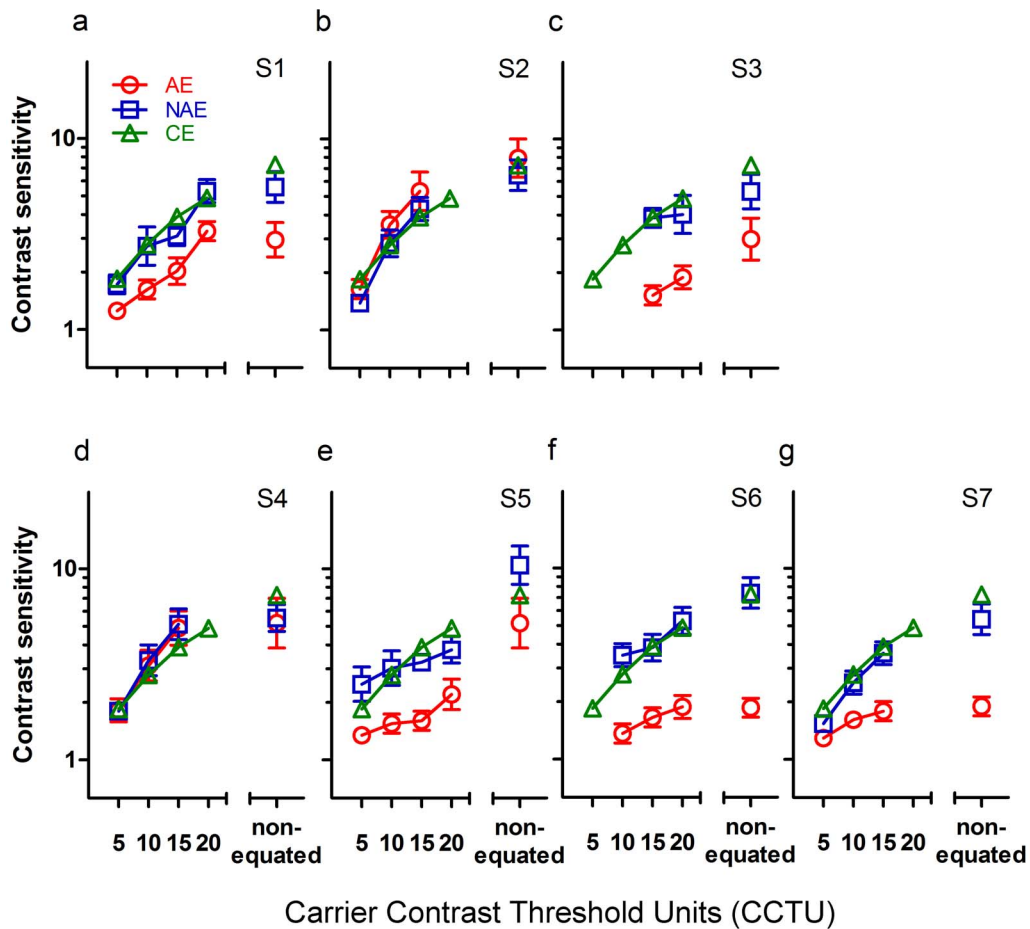 a
b
c
S1
S2
S3
AE
NAE
CE
10
1
Contrast sensitivity
d
e
f
g
S4
S5
S6
S7
10
1
Contrast sensitivity
5 10 15 20 non-equated
5 10 15 20 non-equated
5 10 15 20 non-equated
5 10 15 20 non-equated
Carrier Contrast Threshold Units (CCTU)